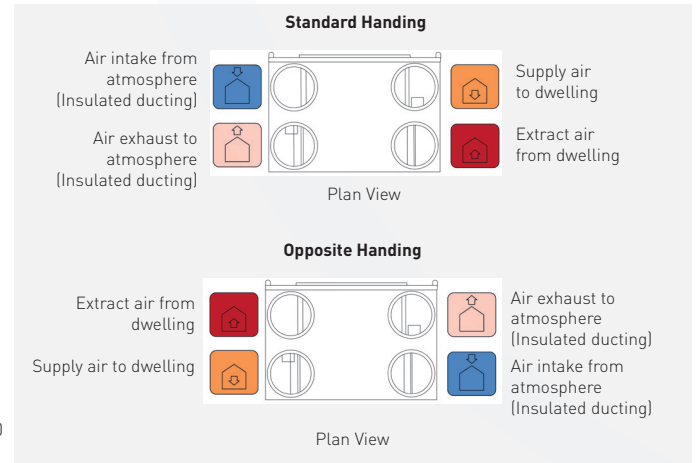 Standard Handing
Air intake from
atmosphere
(Insulated ducting)
Supply air
to dwelling
Air exhaust to
atmosphere
(Insulated ducting)
Extract air
from dwelling
Plan View
Opposite Handing
Extract air from
dwelling
Air exhaust to
atmosphere
(Insulated ducting)
Supply air to dwelling
Air intake from
atmosphere
(Insulated ducting)
Plan View